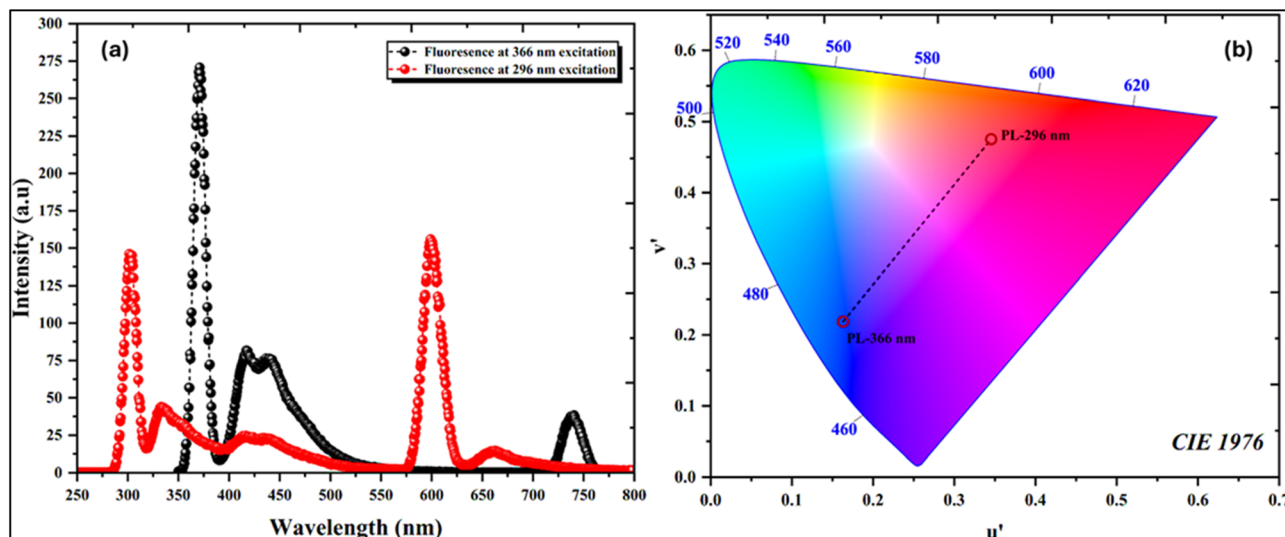 (a)
Fluoresence at 366 nm excitation
Fluoresence at 296 nm excitation
300
275
250
225
200
175
150
125
100
75
50
25
0
Intensity (a.u)
250 300 350 400 450 500 550 600 650 700 750 800
Wavelength (nm)
(b)
0.6
0.5
0.4
0.3
0.2
0.1
0.0
v'
520
540
560
580
600
620
500
480
460
PL-296 nm
PL-366 nm
CIE 1976
0.0 0.1 0.2 0.3 0.4 0.5 0.6 0.7
u'